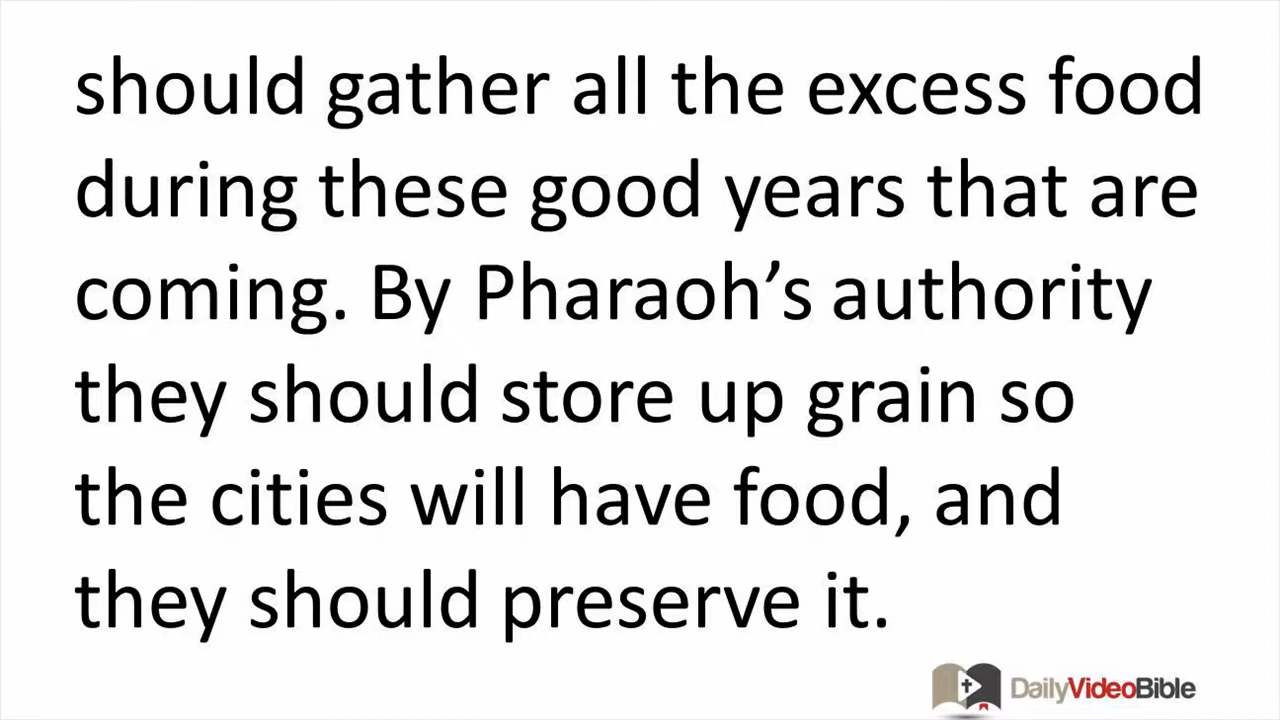 should gather all the excess food
during these good years that are
coming. By Pharaoh’s authority
they should store up grain so
the cities will have food, and
they should preserve it.
DailyVideoBible